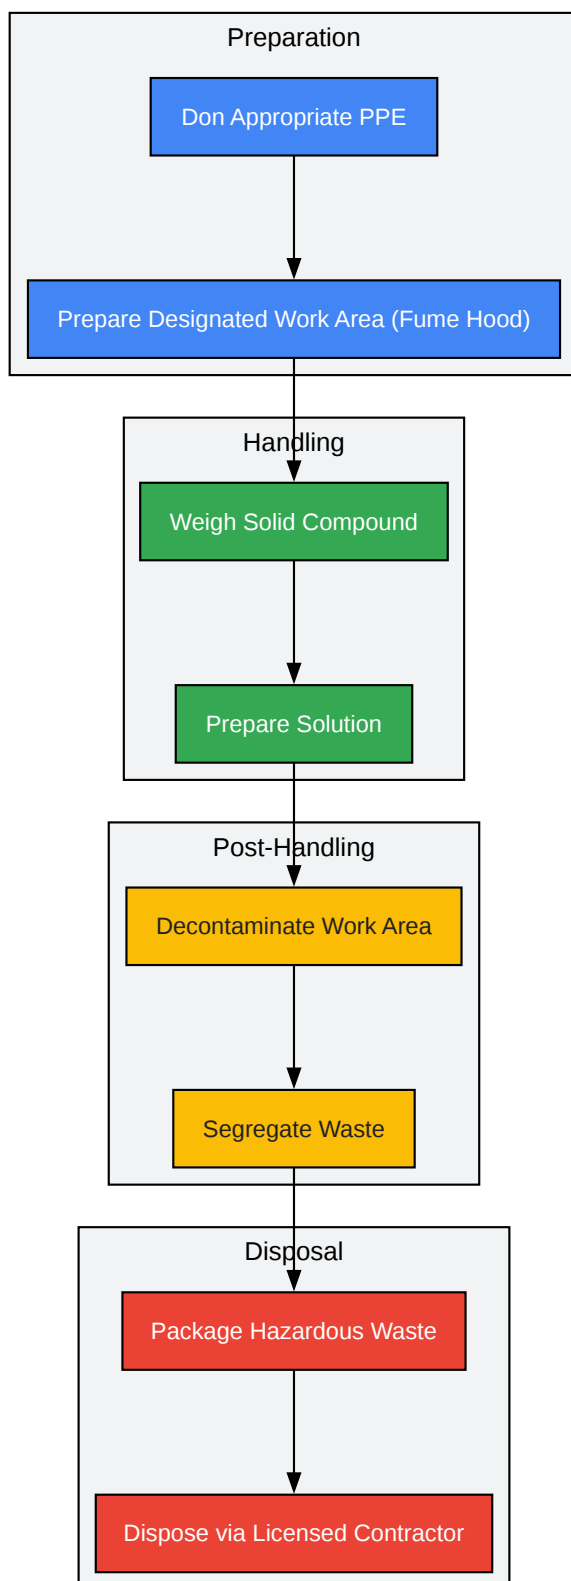 Preparation
Don Appropriate PPE
Prepare Designated Work Area (Fume Hood)
Handling
Weigh Solid Compound
Prepare Solution
Post-Handling
Decontaminate Work Area
Segregate Waste
Disposal
Package Hazardous Waste
Dispose via Licensed Contractor